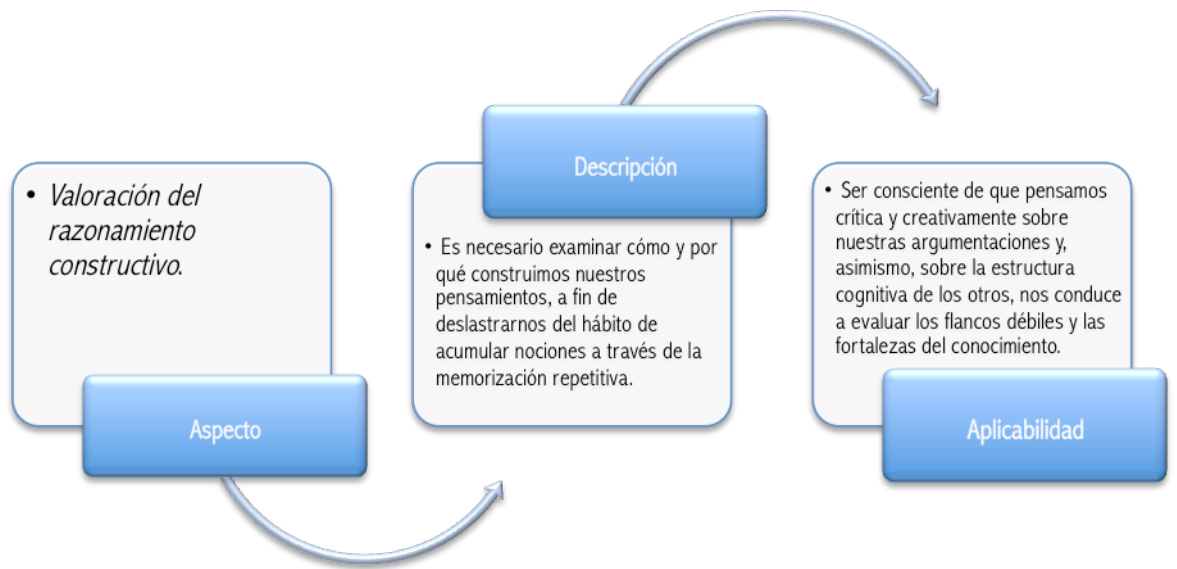 • Valoración del
razonamiento
constructivo.
Aspecto
Descripción
• Es necesario examinar cómo y por
qué construimos nuestros
pensamientos, a fin de
deslastrarnos del hábito de
acumular nociones a través de la
memorización repetitiva.
• Ser consciente de que pensamos
crítica y creativamente sobre
nuestras argumentaciones y,
asimismo, sobre la estructura
cognitiva de los otros, nos conduce
a evaluar los flancos débiles y las
fortalezas del conocimiento.
Aplicabilidad